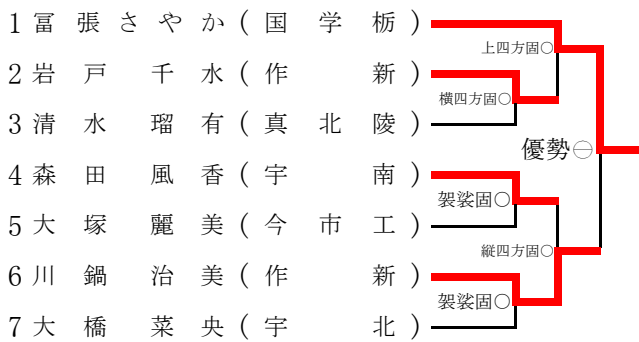 1 冨張さやか(国学栃)
上四方固○
2 岩戸千水(作新)
横四方固○
3 清水瑠有(真北陵)
優勢㊀
4 森田風香(宇南)
袈裟固○
5 大塚麗美(今市工)
縦四方固○
6 川鍋治美(作新)
袈裟固○
7 大橋菜央(宇北)